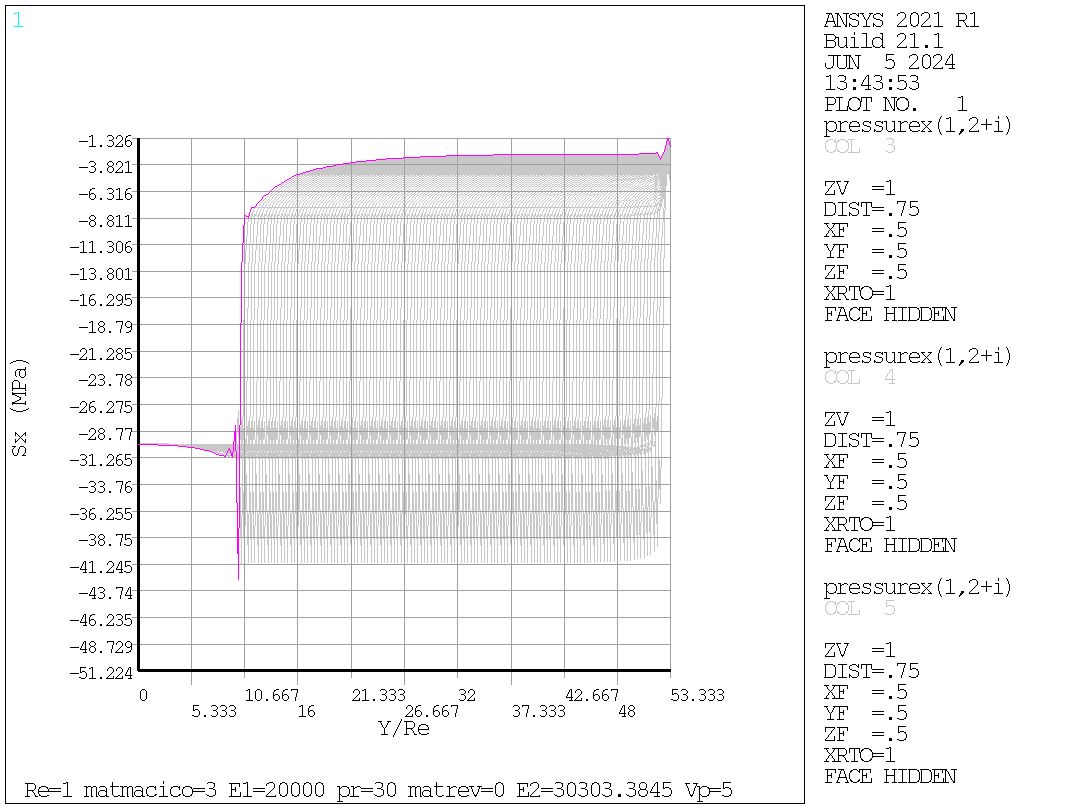 1
ANSYS 2021 R1
Build 21.1
JUN  5 2024
13:43:53
PLOT NO.   1
pressurex(1,2+i)
COL  3
ZV  =1
DIST=.75
XF  =.5
YF  =.5
ZF  =.5
XRTO=1
FACE HIDDEN
pressurex(1,2+i)
COL  4
ZV  =1
DIST=.75
XF  =.5
YF  =.5
ZF  =.5
XRTO=1
FACE HIDDEN
pressurex(1,2+i)
COL  5
ZV  =1
DIST=.75
XF  =.5
YF  =.5
ZF  =.5
XRTO=1
FACE HIDDEN
Sx (MPa)
-1.326
-3.821
-6.316
-8.811
-11.306
-13.801
-16.295
-18.79
-21.285
-23.78
-26.275
-28.77
-31.265
-33.76
-36.255
-38.75
-41.245
-43.74
-46.235
-48.729
-51.224
0
5.333
10.667
16
21.333
26.667
32
37.333
42.667
48
53.333
Y/Re
Re=1 matmacico=3 E1=20000 pr=30 matrev=0 E2=30303.3845 Vp=5